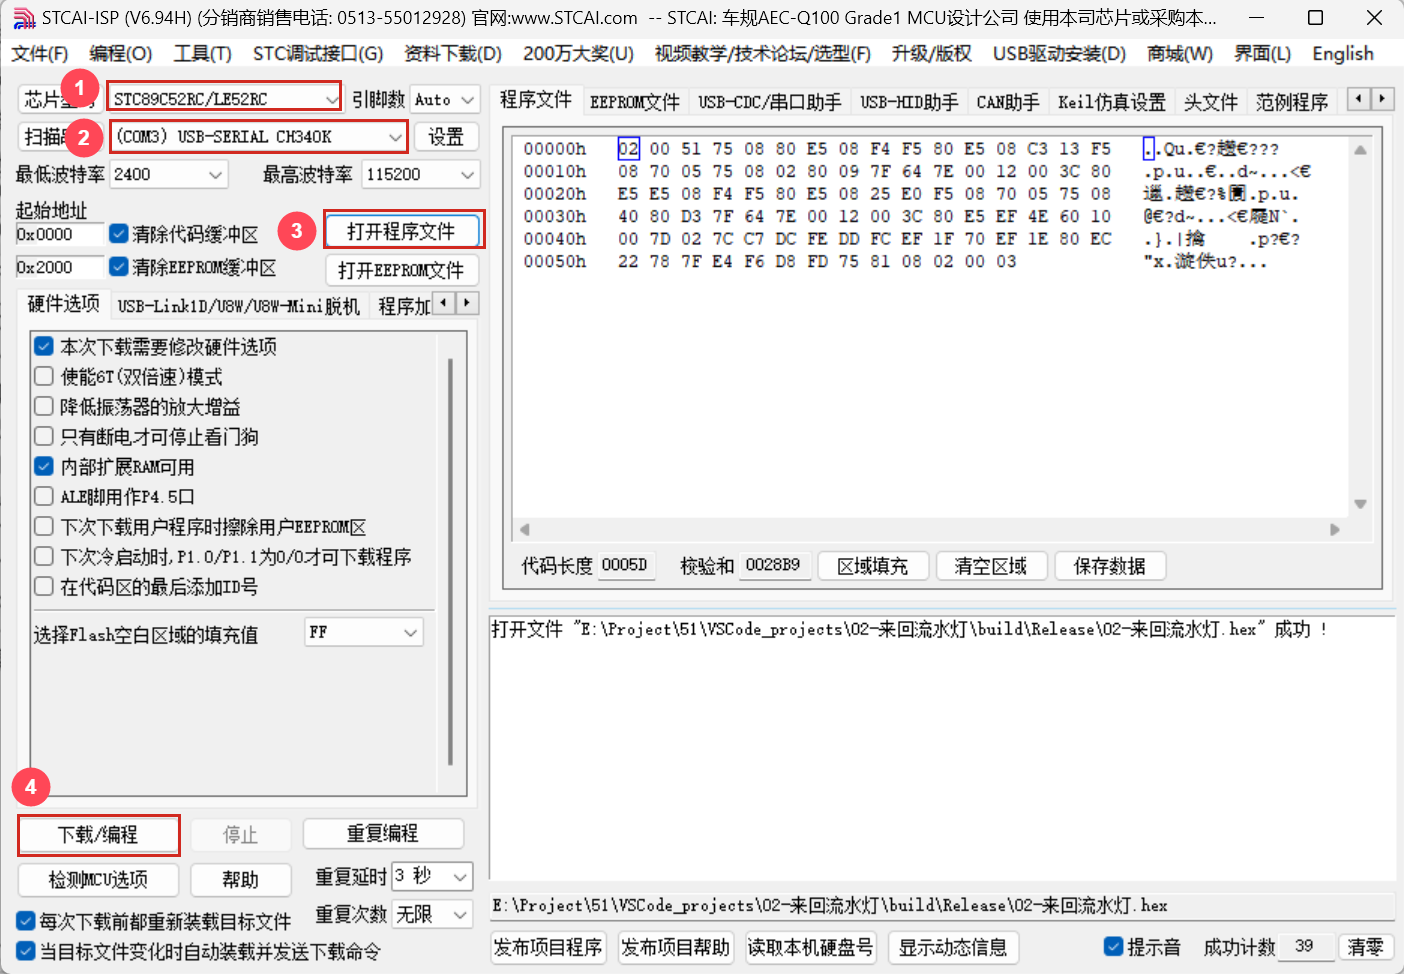 STCAI-ISP (V6.94H) (分销商销售电话: 0513-55012928) 官网:www.STCAI.com -- STCAI: 车规AEC-Q100 Grade1 MCU设计公司 使用本司芯片或采购本...
文件(F) 编程(O) 工具(T) STC调试接口(G) 资料下载(D) 200万大奖(U) 视频教学/技术论坛/选型(F) 升级/版权 USB驱动安装(D) 商城(W) 界面(L) English
芯片 1 STC89C52RC/LE52RC 引脚数 Auto
扫描 2 (COM3) USB-SERIAL CH340K 设置
最低波特率 2400 最高波特率 115200
起始地址
0x0000 清除代码缓冲区 3 打开程序文件
0x2000 清除EEPROM缓冲区 打开EEPROM文件
硬件选项 USB-Link1D/U8W/U8W-Mini脱机 程序加
本次下载需要修改硬件选项
使能6T(双倍速)模式
降低振荡器的放大增益
只有断电才可停止看门狗
内部扩展RAM可用
ALE脚用作P4.5口
下次下载用户程序时擦除用户EEPROM区
下次冷启动时,P1.0/P1.1为0/0才可下载程序
在代码区的最后添加ID号
选择Flash空白区域的填充值 FF
4
下载/编程 停止 重复编程
检测MCU选项 帮助 重复延时 3 秒
每次下载前都重新装载目标文件 重复次数 无限
当目标文件变化时自动装载并发送下载命令
程序文件 EEPROM文件 USB-CDC/串口助手 USB-HID助手 CAN助手 Keil仿真设置 头文件 范例程序
00000h 02 00 51 75 08 80 E5 08 F4 F5 80 E5 08 C3 13 F5 ..Qu.€?趱€???
00010h 08 70 05 75 08 02 80 09 7F 64 7E 00 12 00 3C 80 .p.u..€..d~...<€
00020h E5 E5 08 F4 F5 80 E5 08 25 E0 F5 08 70 05 75 08 .趱€?%.p.u.
00030h 40 80 D3 7F 64 7E 00 12 00 3C 80 E5 EF 4E 60 10 @€?d~...<€N`.
00040h 00 7D 02 7C C7 DC FE DD FC EF 1F 70 EF 1E 80 EC .}.|擒 .p?€?
00050h 22 78 7F E4 F6 D8 FD 75 81 08 02 00 03 "x.漩佚u?...
代码长度 0005D 校验和 0028B9 区域填充 清空区域 保存数据
打开文件 "E:\Project\51\VSCode_projects\02-来回流水灯\build\Release\02-来回流水灯.hex" 成功 !
E:\Project\51\VSCode_projects\02-来回流水灯\build\Release\02-来回流水灯.hex
发布项目程序 发布项目帮助 读取本机硬盘号 显示动态信息 提示音 成功计数 39 清零